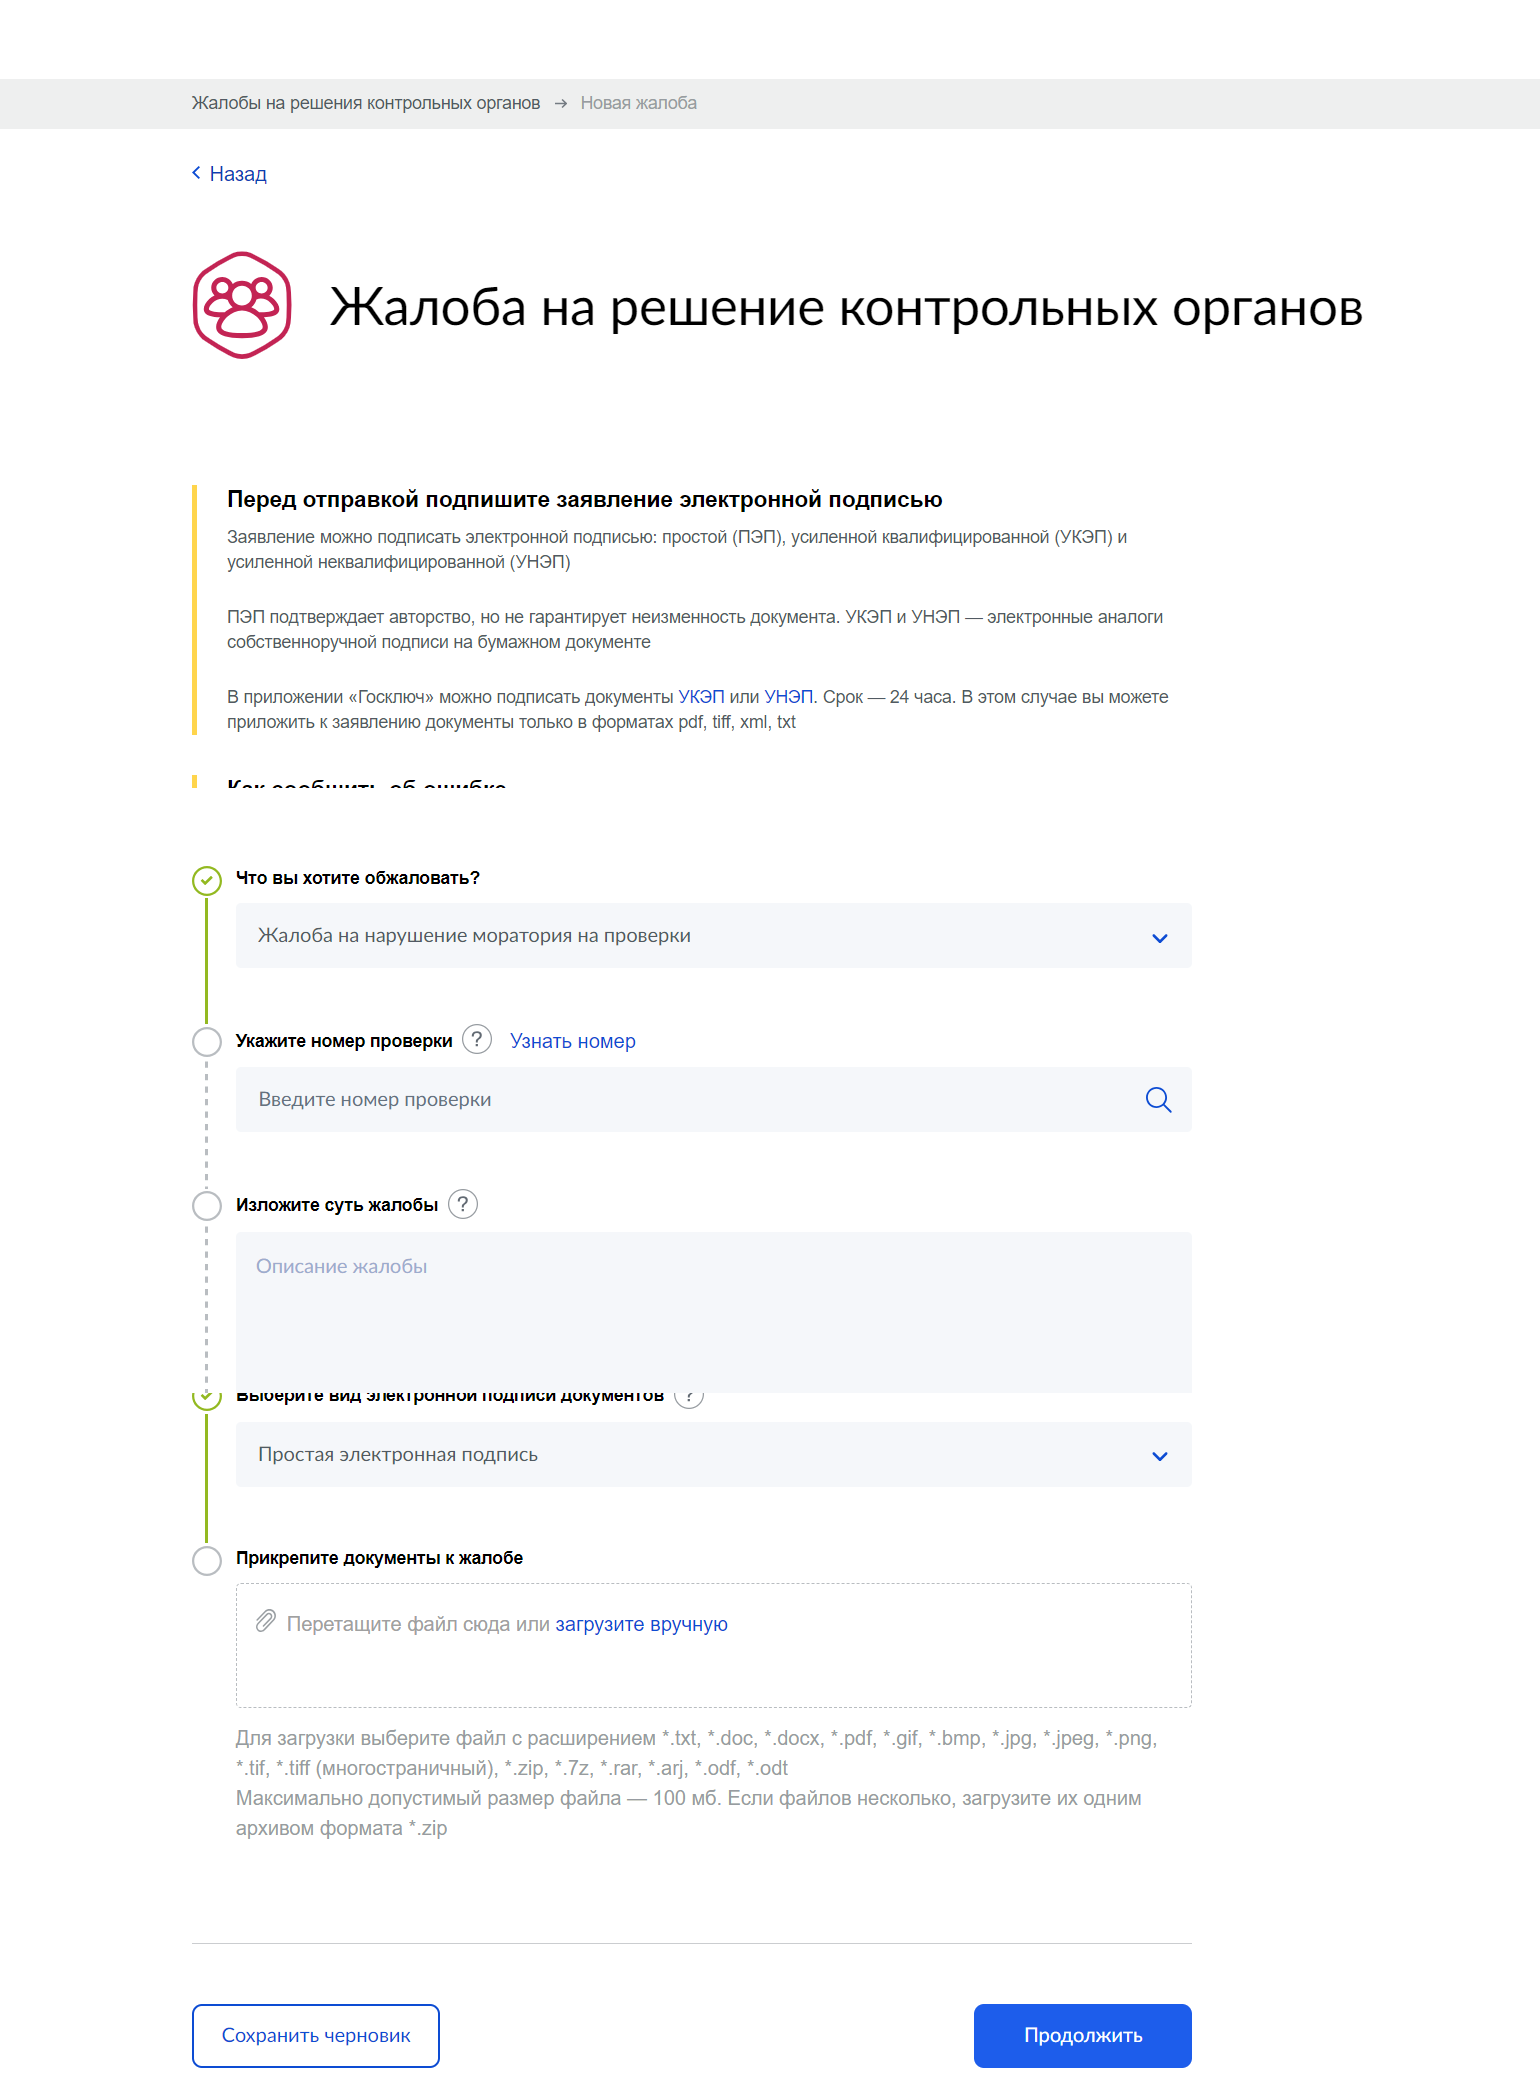 Жалобы на решения контрольных органов → Новая жалоба
Назад
Жалоба на решение контрольных органов
Перед отправкой подпишите заявление электронной подписью
Заявление можно подписать электронной подписью: простой (ПЭП), усиленной квалифицированной (УКЭП) и
усиленной неквалифицированной (УНЭП)
ПЭП подтверждает авторство, но не гарантирует неизменность документа. УКЭП и УНЭП — электронные аналоги
собственноручной подписи на бумажном документе
В приложении «Госключ» можно подписать документы УКЭП или УНЭП. Срок — 24 часа. В этом случае вы можете
приложить к заявлению документы только в форматах pdf, tiff, xml, txt
Как сообщить об ошибке
Что вы хотите обжаловать?
Жалоба на нарушение моратория на проверки
Укажите номер проверки ? Узнать номер
Введите номер проверки
Изложите суть жалобы ?
Описание жалобы
Выберите вид электронной подписи документов ?
Простая электронная подпись
Прикрепите документы к жалобе
Перетащите файл сюда или загрузите вручную
Для загрузки выберите файл с расширением *.txt, *.doc, *.docx, *.pdf, *.gif, *.bmp, *.jpg, *.jpeg, *.png,
*.tif, *.tiff (многостраничный), *.zip, *.7z, *.rar, *.arj, *.odf, *.odt
Максимально допустимый размер файла — 100 мб. Если файлов несколько, загрузите их одним
архивом формата *.zip
Сохранить черновик
Продолжить